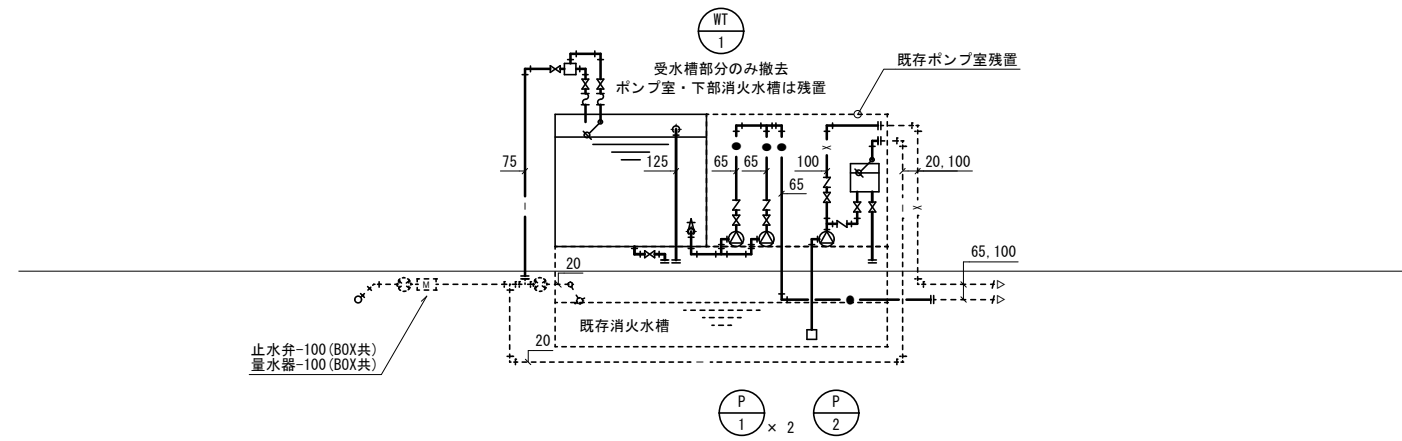 WT
1
受水槽部分のみ撤去
ポンプ室・下部消火水槽は残置
既存ポンプ室残置
75
125
65
65
100
65
20,100
65,100
20
M
既存消火水槽
20
止水弁-100(BOX共)
量水器-100(BOX共)
P
1
× 2
P
2